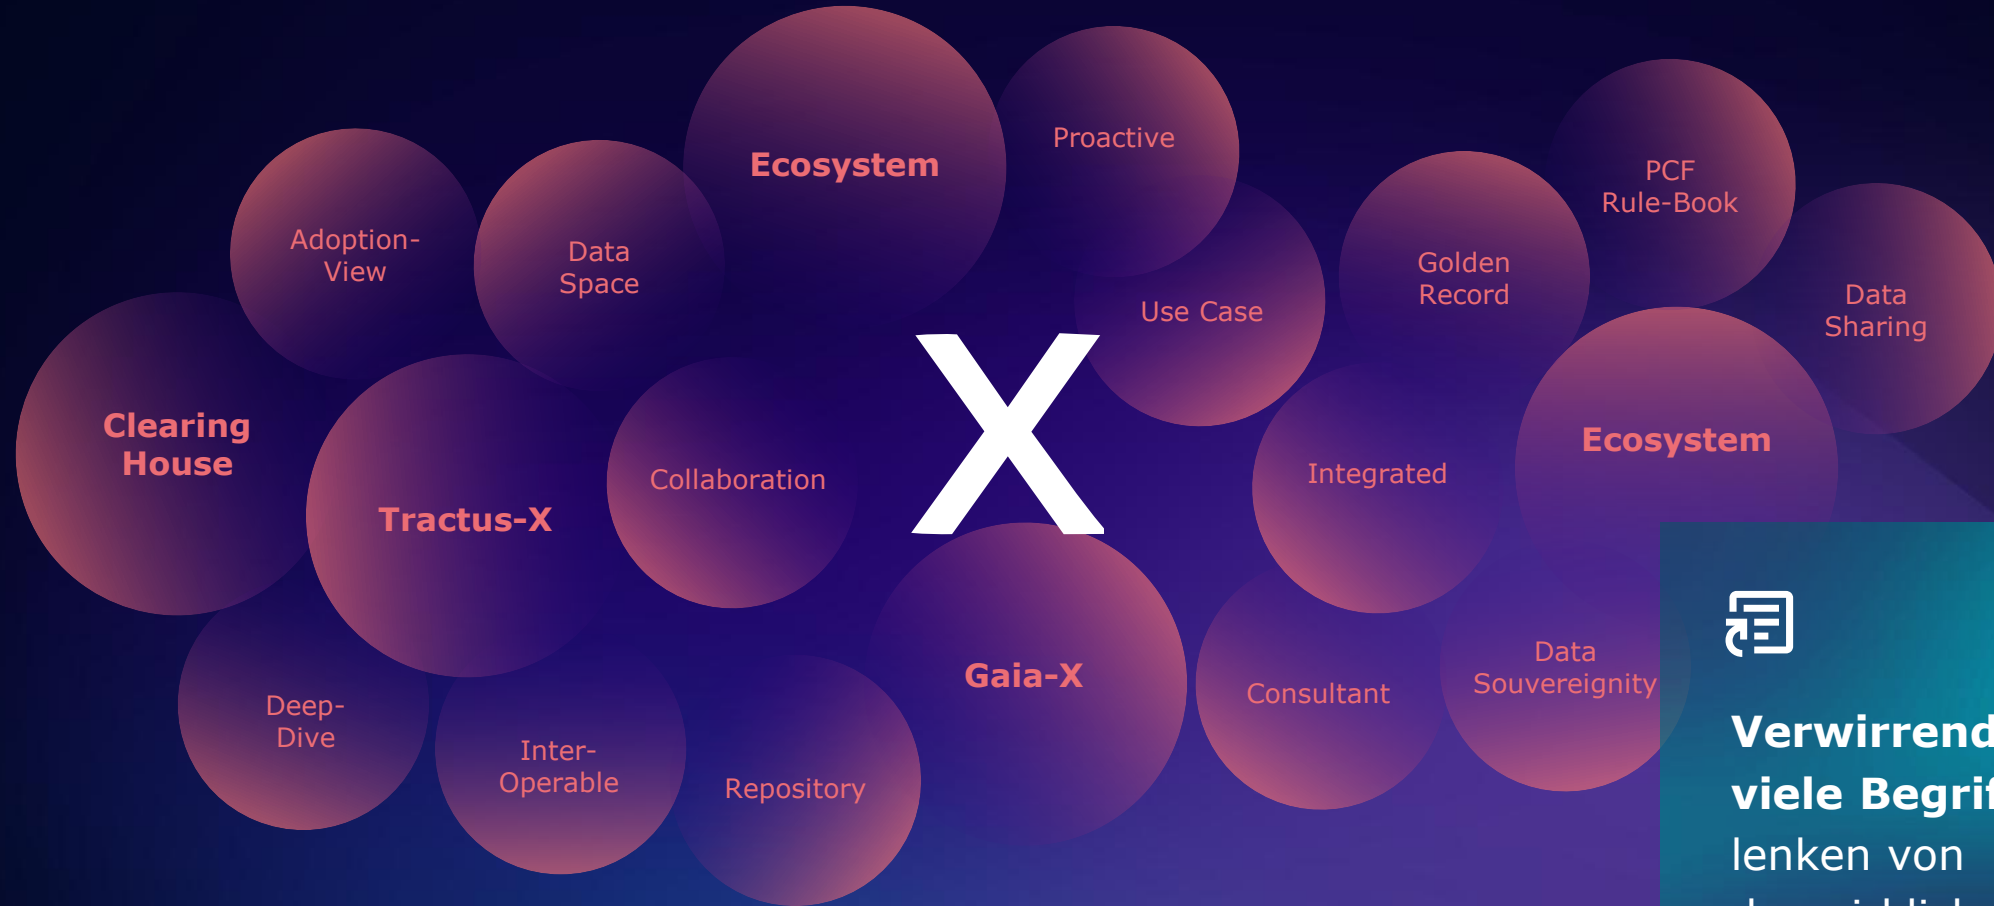 Ecosystem
Proactive
PCF
Rule-Book
Adoption-
View
Data
Space
Golden
Record
Data
Sharing
Use Case
X
Clearing
House
Ecosystem
Collaboration
Integrated
Tractus-X
Gaia-X
Consultant
Data
Souvereignity
Deep-
Dive
Inter-
Operable
Repository
Verwirrend
viele Begrif
lenken von